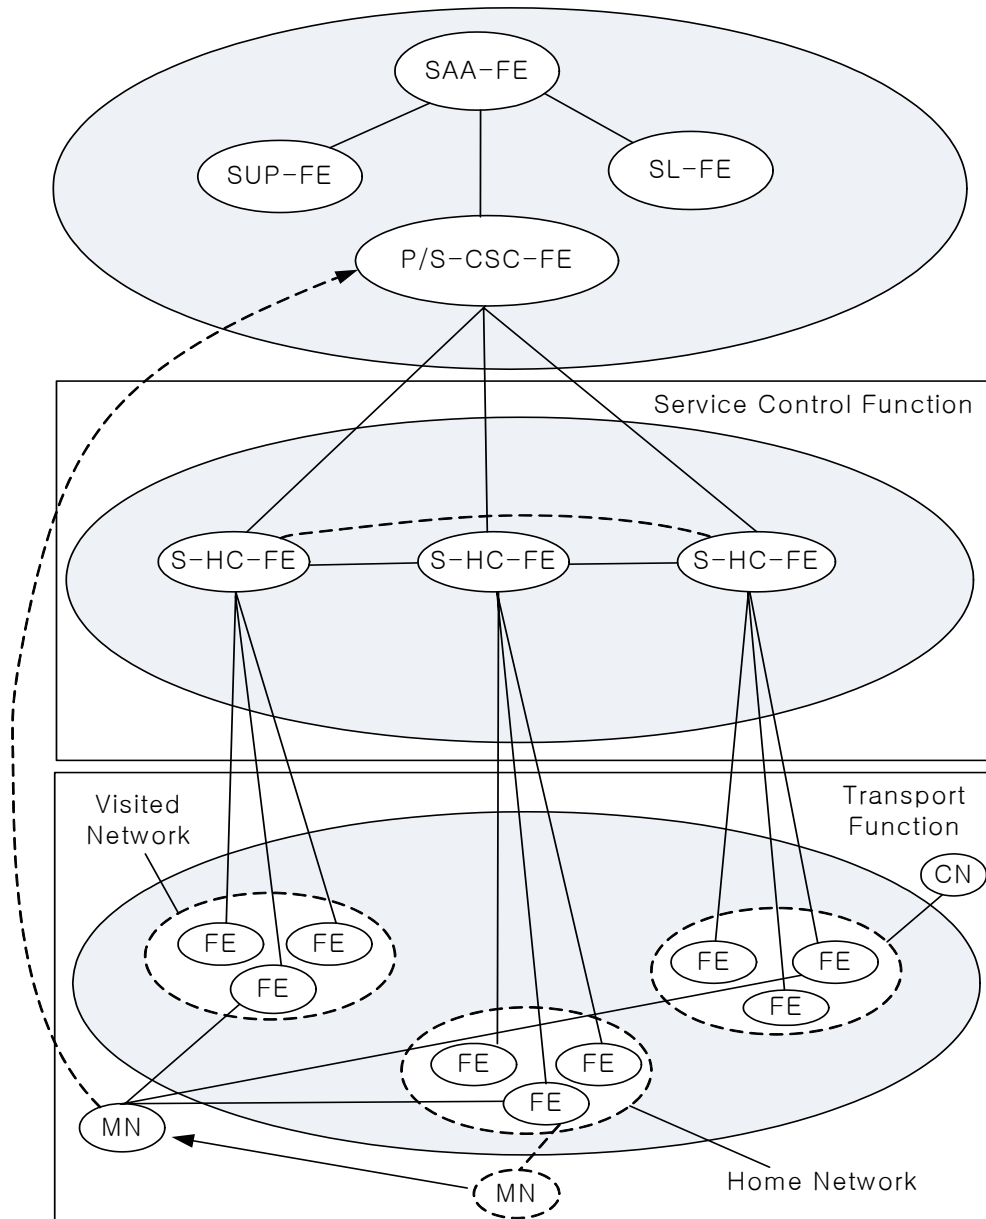 SAA-FE
SUP-FE
SL-FE
P/S-CSC-FE
Service Control Function
S-HC-FE
S-HC-FE
S-HC-FE
Visited
Network
Transport
Function
CN
FE
FE
FE
FE
FE
FE
FE
FE
FE
MN
MN
Home Network